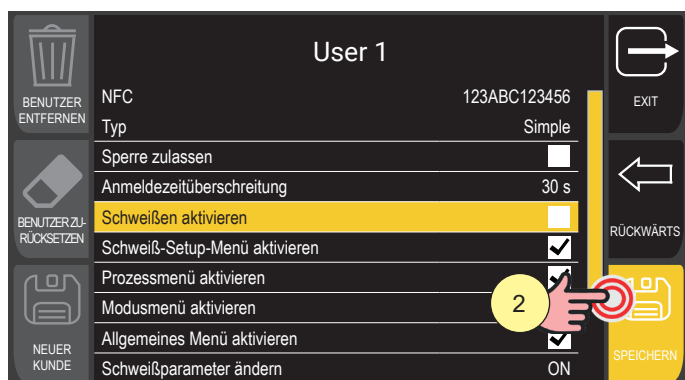 User 1
BENUTZER
ENTFERNEN
NFC 123ABC123456
EXIT
Typ Simple
Sperre zulassen
Anmeldezeitüberschreitung 30 s
BENUTZER ZU-
RÜCKSETZEN
Schweißen aktivieren
RÜCKWÄRTS
Schweiß-Setup-Menü aktivieren
Prozessmenü aktivieren
Modusmenü aktivieren
2
Allgemeines Menü aktivieren
NEUER
KUNDE
SPEICHERN
Schweißparameter ändern ON